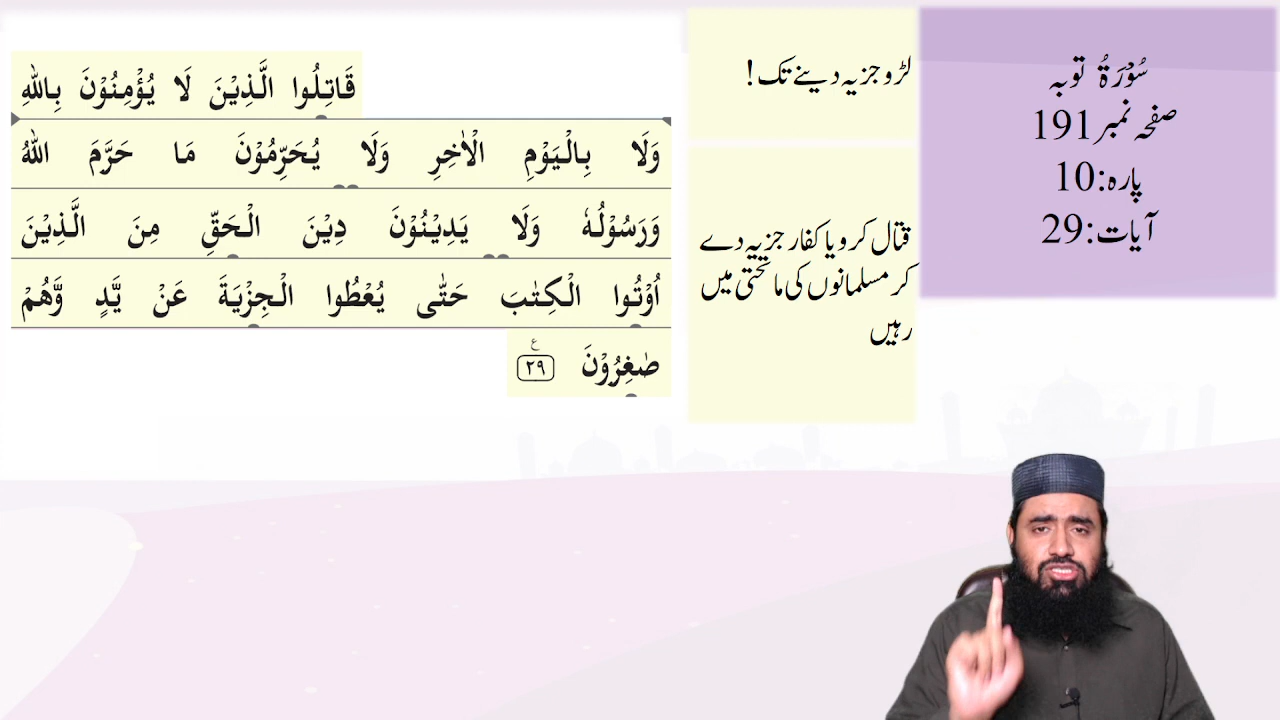 سُوْرَۃُ توبہ
صفحہ نمبر 191
پارہ:10
آیات:29
لڑو جزیہ دینے تک!
قتال کرو یا کفار جزیہ دے
کر مسلمانوں کی ماتحتی میں
رہیں
قَاتِلُوا الَّذِيْنَ لَا يُؤْمِنُوْنَ بِاللّٰهِ
وَلَا بِالْيَوْمِ الْاٰخِرِ وَلَا يُحَرِّمُوْنَ مَا حَرَّمَ اللّٰهُ
وَرَسُوْلُهٗ وَلَا يَدِيْنُوْنَ دِيْنَ الْحَقِّ مِنَ الَّذِيْنَ
اُوْتُوا الْكِتٰبَ حَتّٰى يُعْطُوا الْجِزْيَةَ عَنْ يَّدٍ وَّهُمْ
صٰغِرُوْنَ ع ٢٩